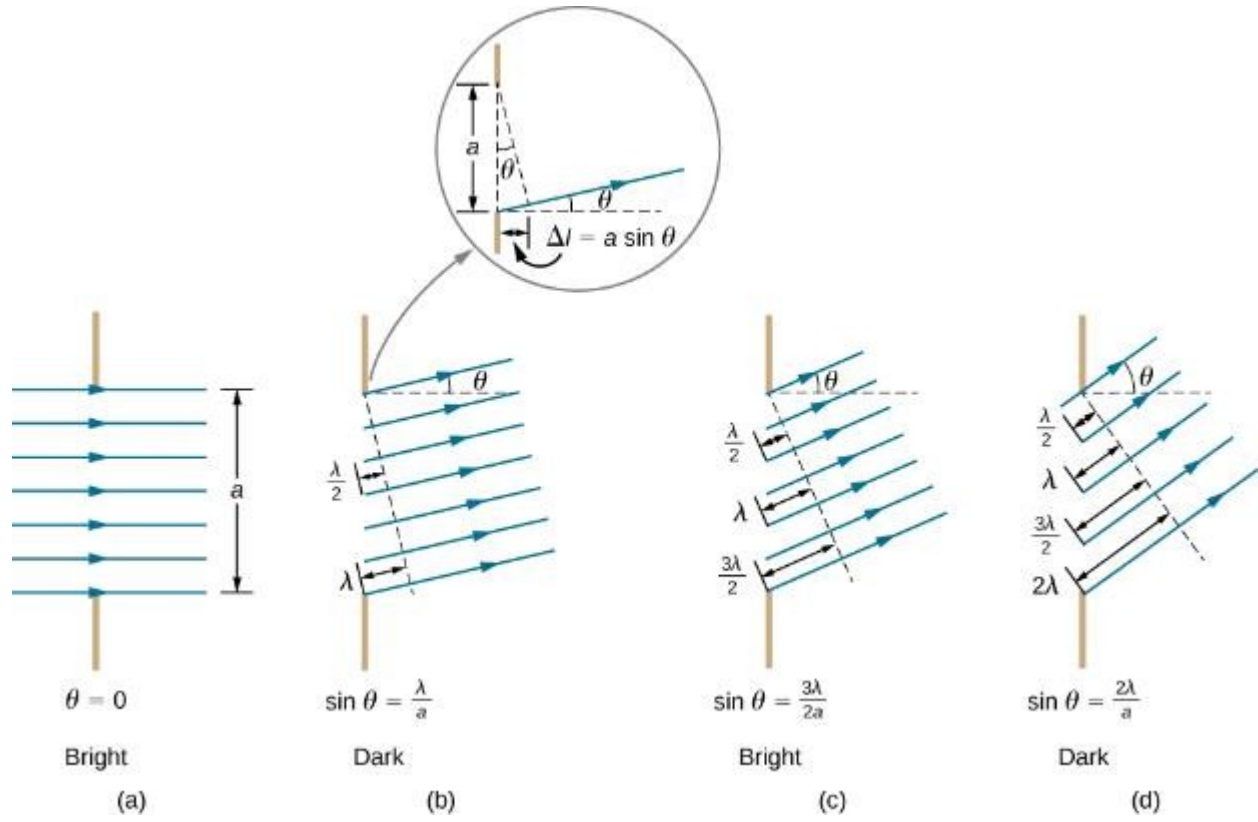 a
θ
θ
Δl = a sin θ
a
θ
λ/2
λ
θ
λ/2
λ
3λ/2
θ
λ/2
λ
3λ/2
2λ
θ = 0
sin θ = λ/a
sin θ = 3λ/2a
sin θ = 2λ/a
Bright
Dark
Bright
Dark
(a)
(b)
(c)
(d)